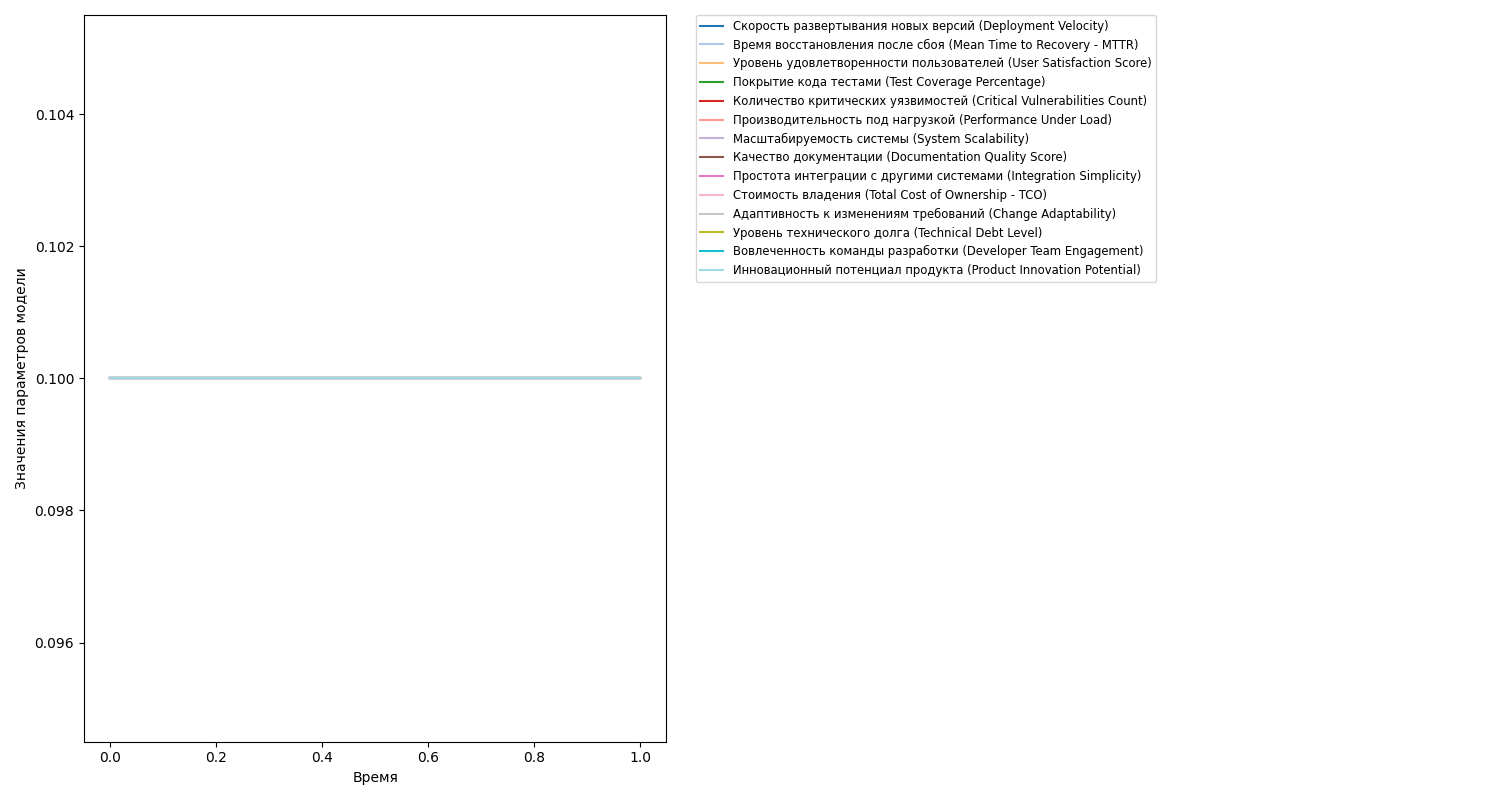 0.104
0.102
0.100
0.098
0.096
Значения параметров модели
0.0 0.2 0.4 0.6 0.8 1.0
Время
Скорость развертывания новых версий (Deployment Velocity)
Время восстановления после сбоя (Mean Time to Recovery - MTTR)
Уровень удовлетворенности пользователей (User Satisfaction Score)
Покрытие кода тестами (Test Coverage Percentage)
Количество критических уязвимостей (Critical Vulnerabilities Count)
Производительность под нагрузкой (Performance Under Load)
Масштабируемость системы (System Scalability)
Качество документации (Documentation Quality Score)
Простота интеграции с другими системами (Integration Simplicity)
Стоимость владения (Total Cost of Ownership - TCO)
Адаптивность к изменениям требований (Change Adaptability)
Уровень технического долга (Technical Debt Level)
Вовлеченность команды разработки (Developer Team Engagement)
Инновационный потенциал продукта (Product Innovation Potential)